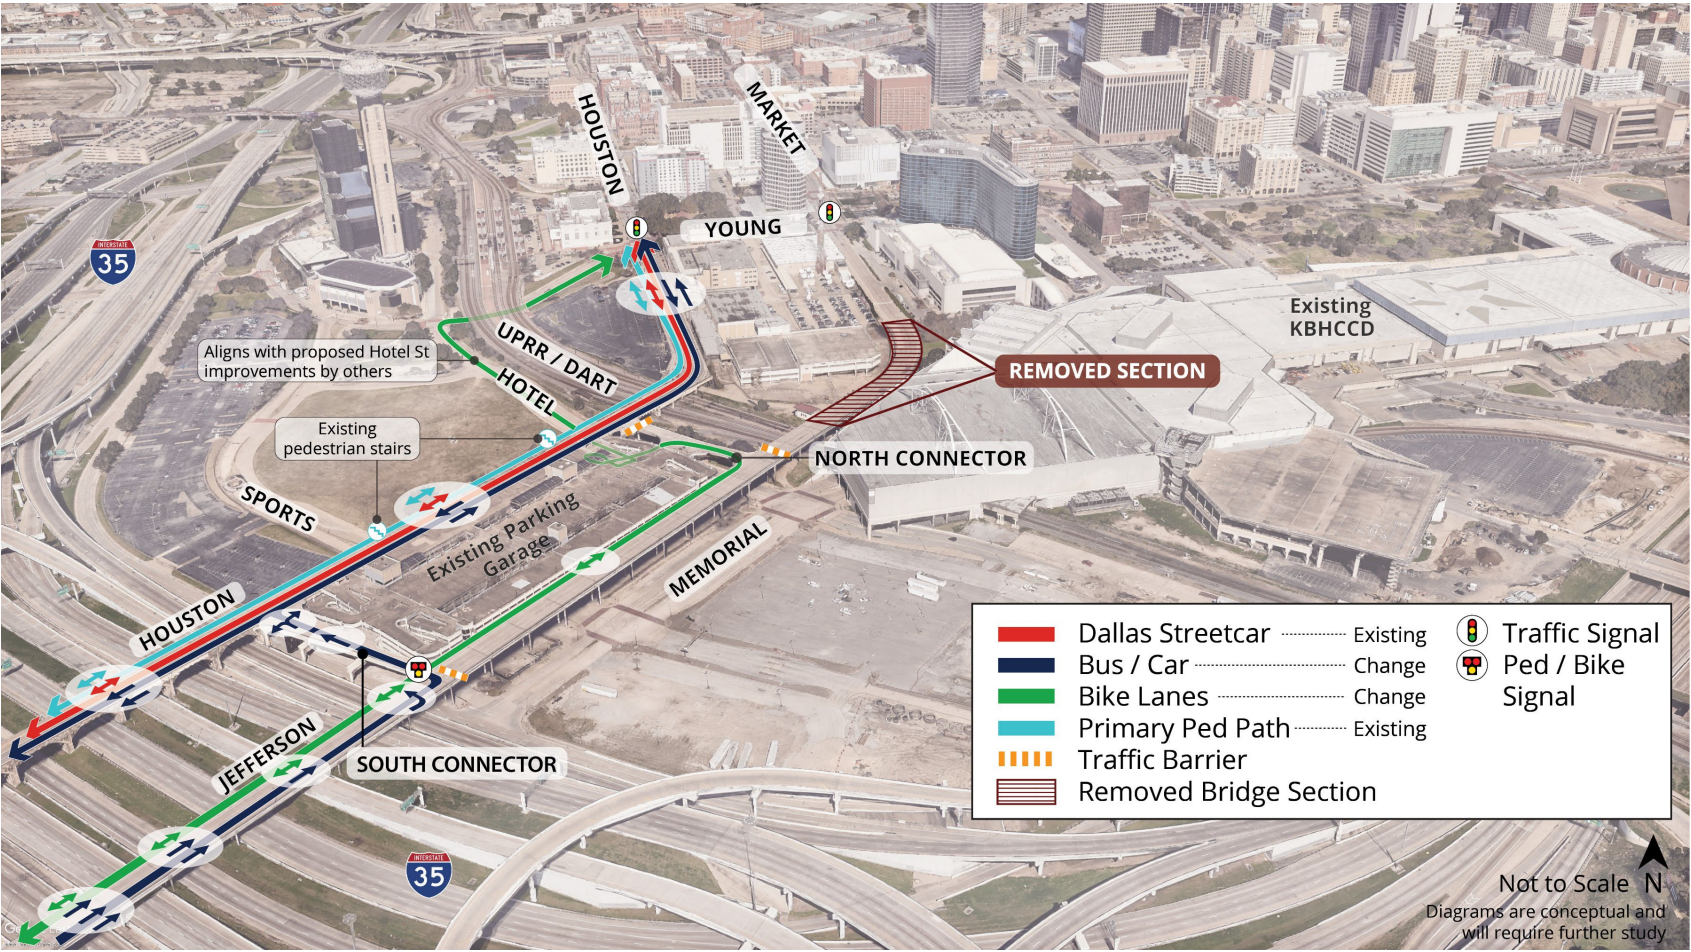 HOUSTON
MARKET
YOUNG
INTERSTATE
35
Existing
KBHCCD
UPRR / DART
Aligns with proposed Hotel St
improvements by others
HOTEL
REMOVED SECTION
Existing
pedestrian stairs
NORTH CONNECTOR
SPORTS
Existing Parking
Garage
MEMORIAL
HOUSTON
JEFFERSON
SOUTH CONNECTOR
INTERSTATE
35
Dallas Streetcar Existing
Bus / Car Change
Bike Lanes Change
Primary Ped Path Existing
Traffic Barrier
Removed Bridge Section
Traffic Signal
Ped / Bike
Signal
Not to Scale N
Diagrams are conceptual and
will require further study